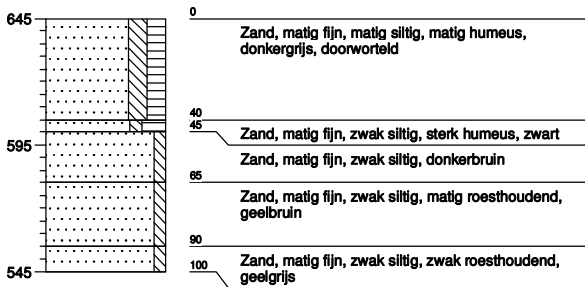 645
0
Zand, matig fijn, matig siltig, matig humeus,
donkergrijs, doorworteld
40
45
Zand, matig fijn, zwak siltig, sterk humeus, zwart
595
Zand, matig fijn, zwak siltig, donkerbruin
65
Zand, matig fijn, zwak siltig, matig roesthoudend,
geelbruin
90
100
Zand, matig fijn, zwak siltig, zwak roesthoudend,
geelgrijs
545